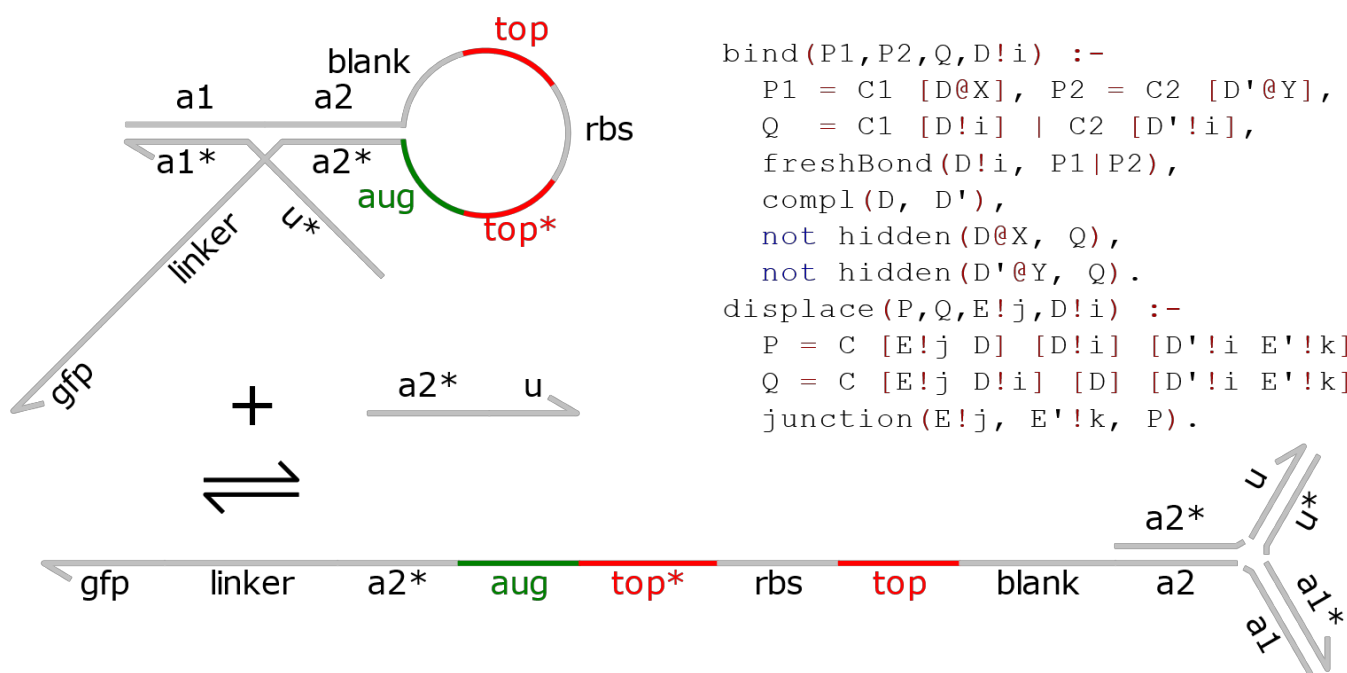 top
blank
a1 a2
rbs
a1* a2*
aug
linker
u*
top*
gfp
+
a2* u
bind(P1,P2,Q,D!i) :-
P1 = C1 [D@X], P2 = C2 [D'@Y],
Q = C1 [D!i] | C2 [D'!i],
freshBond(D!i, P1|P2),
compl(D, D'),
not hidden(D@X, Q),
not hidden(D'@Y, Q).
displace(P,Q,E!j,D!i) :-
P = C [E!j D] [D!i] [D'!i E'!k]
Q = C [E!j D!i] [D] [D'!i E'!k]
junction(E!j, E'!k, P).
u
u*
a2*
gfp linker a2* aug top* rbs top blank a2
a1*
a1